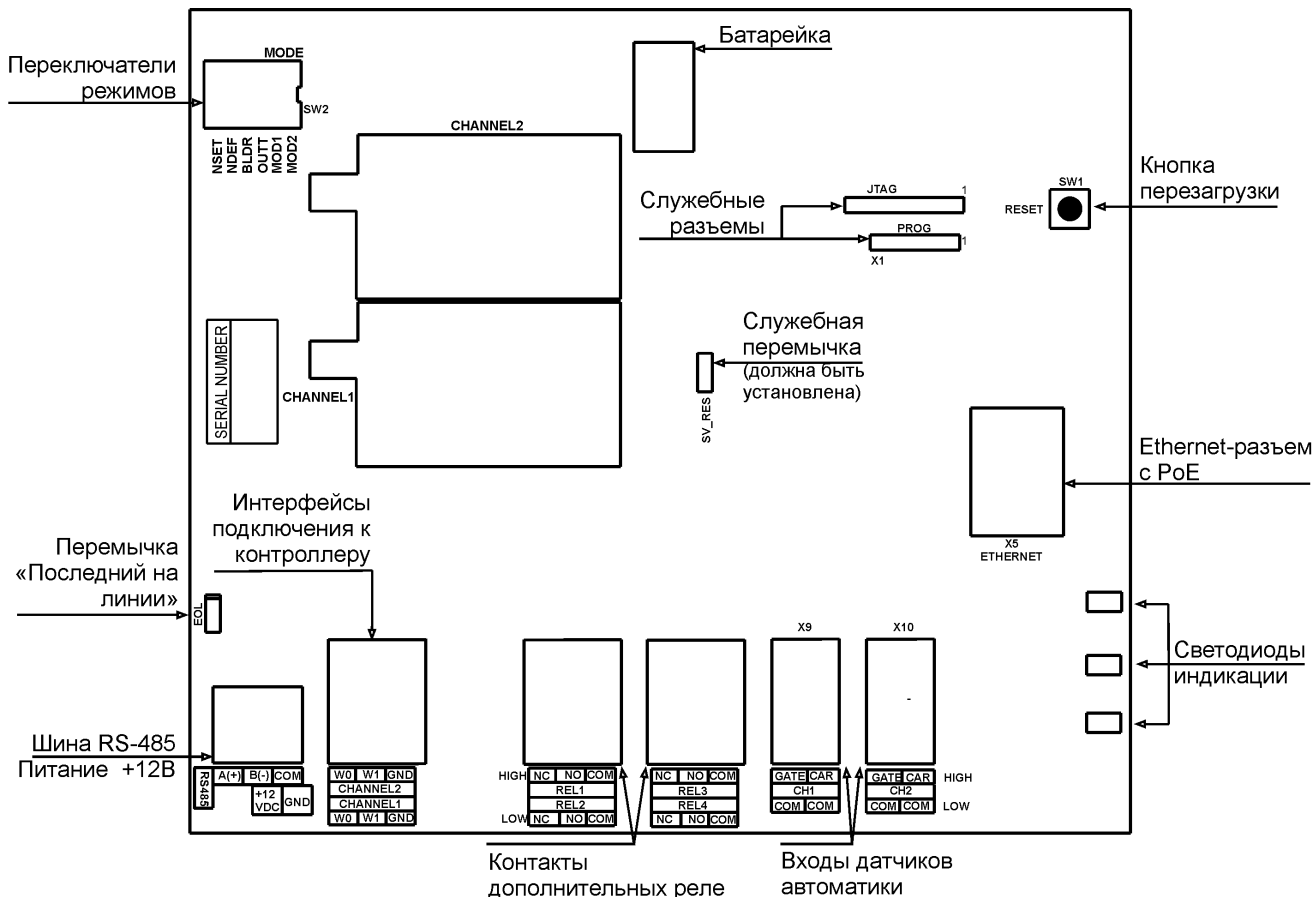 Батарейка
MODE
Переключатели
режимов
SW2
NSET
NDEF
BLDR
OUTT
MOD1
MOD2
CHANNEL2
Кнопка
перезагрузки
SW1
RESET
Служебные
разъемы
JTAG 1
PROG 1
X1
Служебная
перемычка
(должна быть
установлена)
SV_RES
SERIAL NUMBER
CHANNEL1
Ethernet-разъем
с PoE
X5
ETHERNET
Интерфейсы
подключения к
контроллеру
Перемычка
«Последний на
линии»
EOL
X9
X10
Светодиоды
индикации
Шина RS-485
Питание +12В
RS485
A(+) B(-) COM
+12
VDC GND
W0 W1 GND
CHANNEL2
CHANNEL1
W0 W1 GND
HIGH NC NO COM
REL1
REL2
LOW NC NO COM
NC NO COM
REL3
REL4
NC NO COM
GATE CAR
CH1
COM COM
GATE CAR HIGH
CH2
COM COM LOW
Контакты
дополнительных реле
Входы датчиков
автоматики